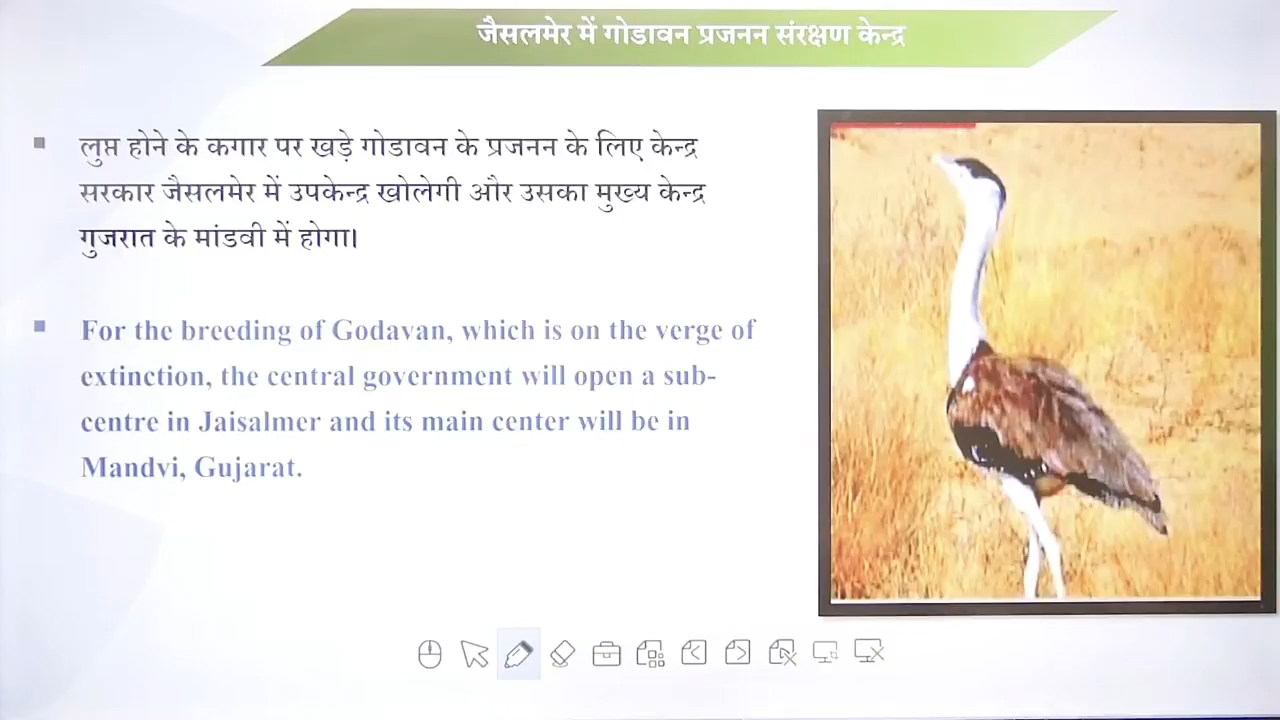 जैसलमेर में गोडावन प्रजनन संरक्षण केन्द्र
लुप्त होने के कगार पर खड़े गोडावन के प्रजनन के लिए केन्द्र
सरकार जैसलमेर में उपकेन्द्र खोलेगी और उसका मुख्य केन्द्र
गुजरात के मांडवी में होगा।
For the breeding of Godavan, which is on the verge of
extinction, the central government will open a sub-
centre in Jaisalmer and its main center will be in
Mandvi, Gujarat.